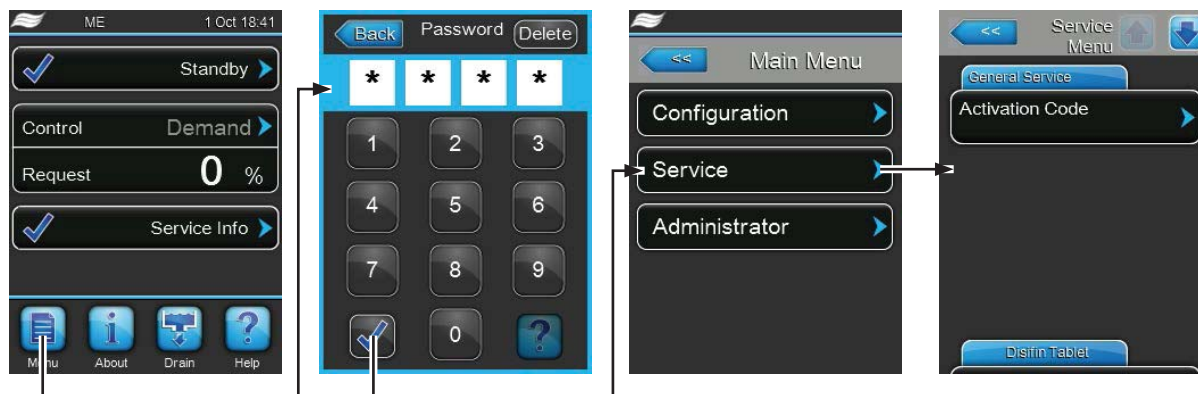 ME 1 Oct 18:41
Standby
Control Demand
Request 0 %
Service Info
Menu About Drain Help
Back Password Delete
* * * *
1 2 3
4 5 6
7 8 9
0 ?
<< Main Menu
Configuration
Service
Administrator
<< Service
Menu
General Service
Activation Code
Disifin Tablet